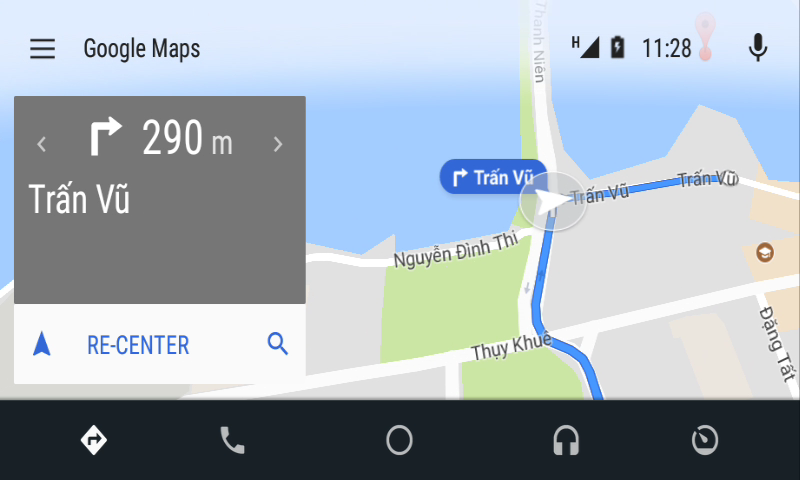 Google Maps
H
11:28
290 m
Trấn Vũ
RE-CENTER
Thanh Niên
Trấn Vũ
Trấn Vũ
Trấn Vũ
Nguyễn Đình Thi
Thụy Khuê
Đặng Tất